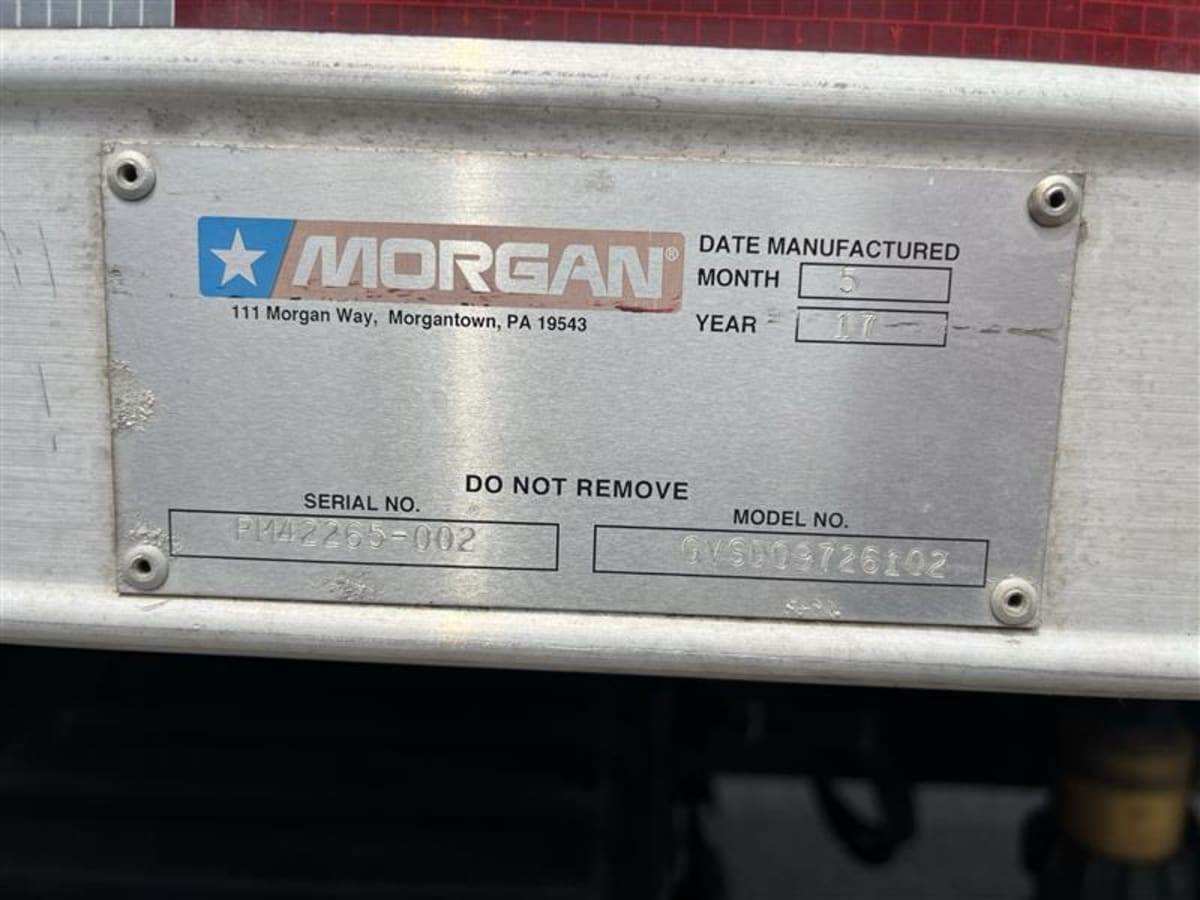 MORGAN®
111 Morgan Way, Morgantown, PA 19543
DATE MANUFACTURED
MONTH 5
YEAR 17
DO NOT REMOVE
SERIAL NO.
PM42265-002
MODEL NO.
GVSD09726102